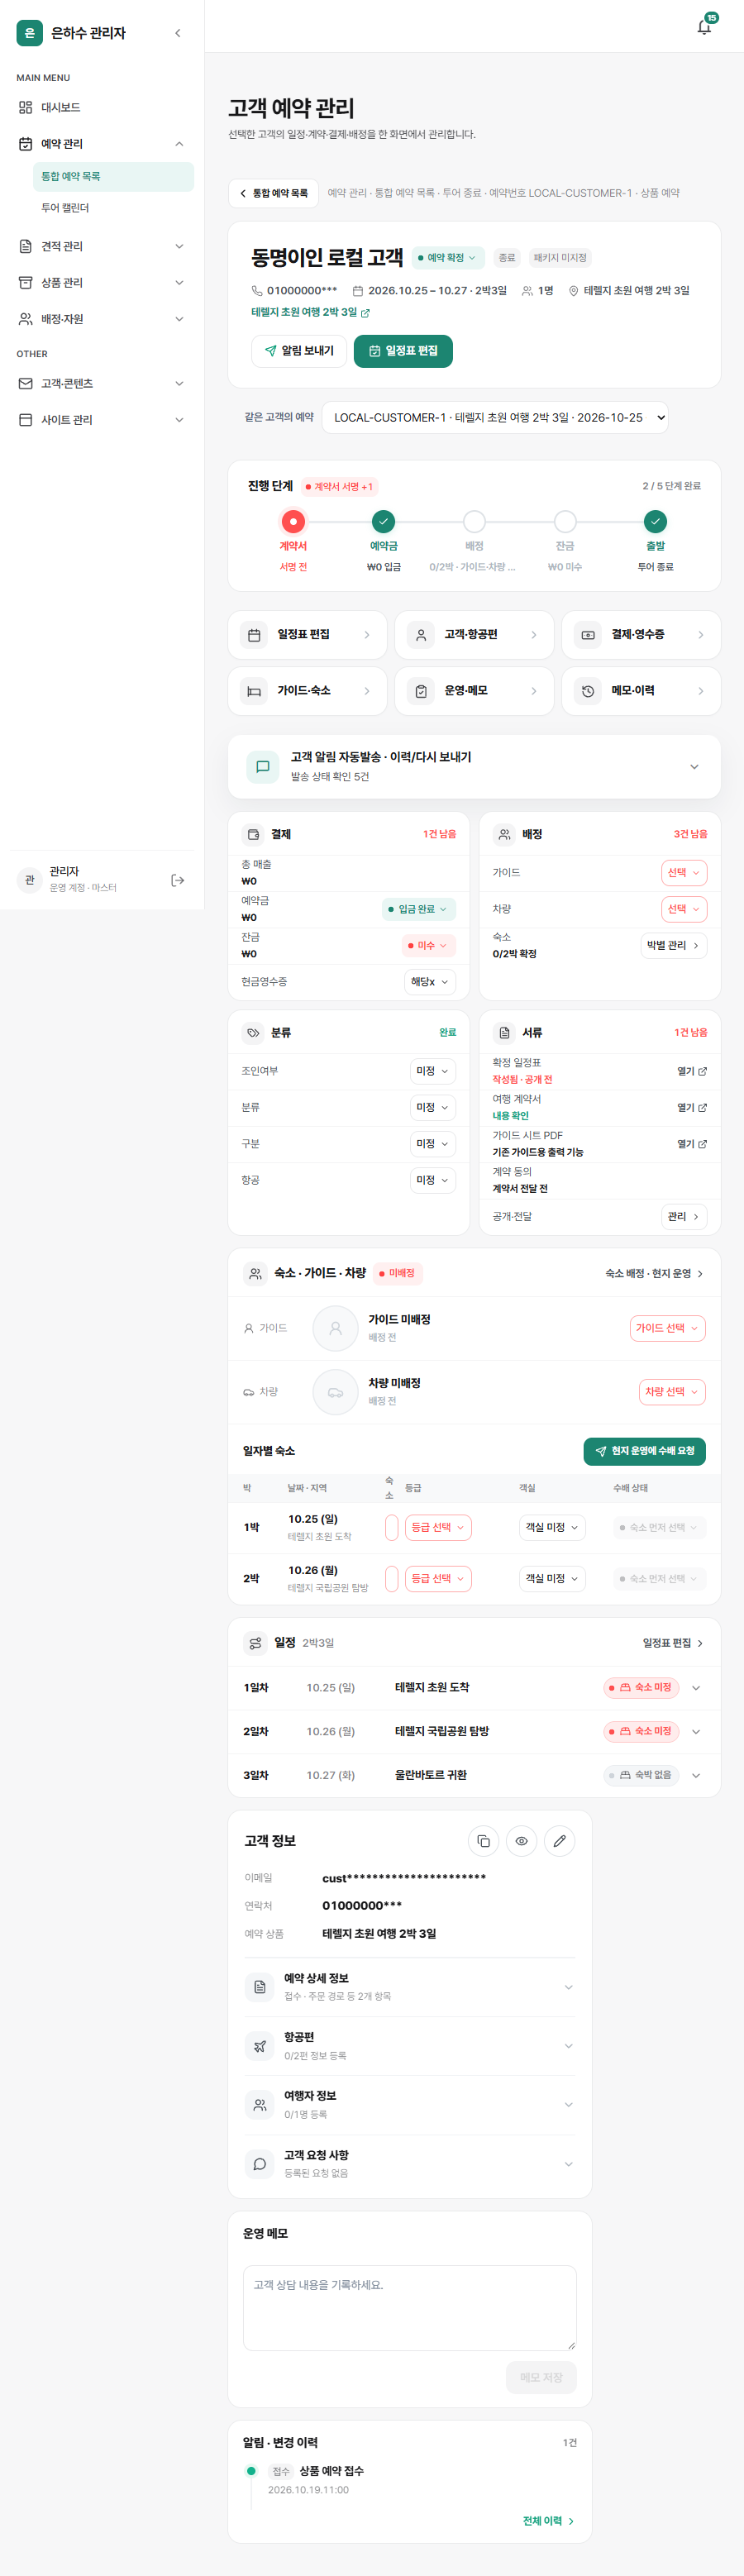 온 은하수 관리자
15
MAIN MENU
대시보드
예약 관리
통합 예약 목록
투어 캘린더
견적 관리
상품 관리
배정·자원
OTHER
고객·콘텐츠
사이트 관리
관 관리자
운영 계정 · 마스터
고객 예약 관리
선택한 고객의 일정·계약·결제·배정을 한 화면에서 관리합니다.
통합 예약 목록 예약 관리 · 통합 예약 목록 · 투어 종료 · 예약번호 LOCAL-CUSTOMER-1 · 상품 예약
동명이인 로컬 고객 예약 확정 종료 패키지 미지정
01000000*** 2026.10.25 – 10.27 · 2박3일 1명 테렐지 초원 여행 2박 3일
테렐지 초원 여행 2박 3일
알림 보내기 일정표 편집
같은 고객의 예약 LOCAL-CUSTOMER-1 · 테렐지 초원 여행 2박 3일 · 2026-10-25
진행 단계 계약서 서명 +1 2 / 5 단계 완료
계약서 예약금 배정 잔금 출발
서명 전 ₩0 입금 0/2박 · 가이드·차량 ... ₩0 미수 투어 종료
일정표 편집 고객·항공편 결제·영수증
가이드·숙소 운영·메모 메모·이력
고객 알림 자동발송 · 이력/다시 보내기
발송 상태 확인 5건
결제 1건 남음
총 매출
₩0
예약금
₩0 입금 완료
잔금
₩0 미수
현금영수증 해당x
배정 3건 남음
가이드 선택
차량 선택
숙소
0/2박 확정 박별 관리
분류 완료
조인여부 미정
분류 미정
구분 미정
항공 미정
서류 1건 남음
확정 일정표
작성됨 · 공개 전 열기
여행 계약서
내용 확인 열기
가이드 시트 PDF
기존 가이드용 출력 기능 열기
계약 동의
계약서 전달 전
공개·전달 관리
숙소 · 가이드 · 차량 미배정 숙소 배정 · 현지 운영
가이드 가이드 미배정
배정 전 가이드 선택
차량 차량 미배정
배정 전 차량 선택
일자별 숙소 현지 운영에 수배 요청
박 날짜 · 지역 숙소 등급 객실 수배 상태
1박 10.25 (일) 등급 선택 객실 미정 숙소 먼저 선택
테렐지 초원 도착
2박 10.26 (월) 등급 선택 객실 미정 숙소 먼저 선택
테렐지 국립공원 탐방
일정 2박3일 일정표 편집
1일차 10.25 (일) 테렐지 초원 도착 숙소 미정
2일차 10.26 (월) 테렐지 국립공원 탐방 숙소 미정
3일차 10.27 (화) 울란바토르 귀환 숙박 없음
고객 정보
이메일 cust**********************
연락처 01000000***
예약 상품 테렐지 초원 여행 2박 3일
예약 상세 정보
접수 · 주문 경로 등 2개 항목
항공편
0/2편 정보 등록
여행자 정보
0/1명 등록
고객 요청 사항
등록된 요청 없음
운영 메모
고객 상담 내용을 기록하세요.
메모 저장
알림 · 변경 이력 1건
접수 상품 예약 접수
2026.10.19.11:00
전체 이력